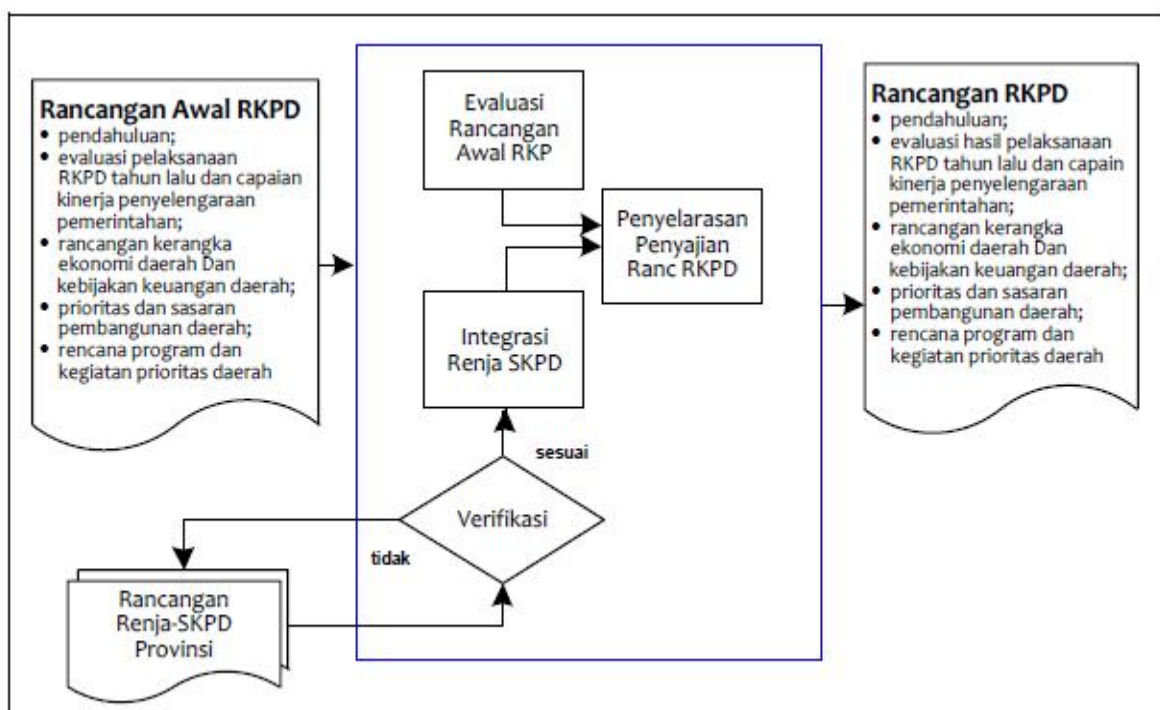 Rancangan Awal RKPD
• pendahuluan;
• evaluasi pelaksanaan
RKPD tahun lalu dan capaian
kinerja penyelengaraan
pemerintahan;
• rancangan kerangka
ekonomi daerah Dan
kebijakan keuangan daerah;
• prioritas dan sasaran
pembangunan daerah;
• rencana program dan
kegiatan prioritas daerah
Evaluasi
Rancangan
Awal RKP
Penyelarasan
Penyajian
Ranc RKPD
Integrasi
Renja SKPD
sesuai
Verifikasi
tidak
Rancangan
Renja-SKPD
Provinsi
Rancangan RKPD
• pendahuluan;
• evaluasi hasil pelaksanaan
RKPD tahun lalu dan capain
kinerja penyelengaraan
pemerintahan;
• rancangan kerangka
ekonomi daerah Dan
kebijakan keuangan daerah;
• prioritas dan sasaran
pembangunan daerah;
• rencana program dan
kegiatan prioritas daerah